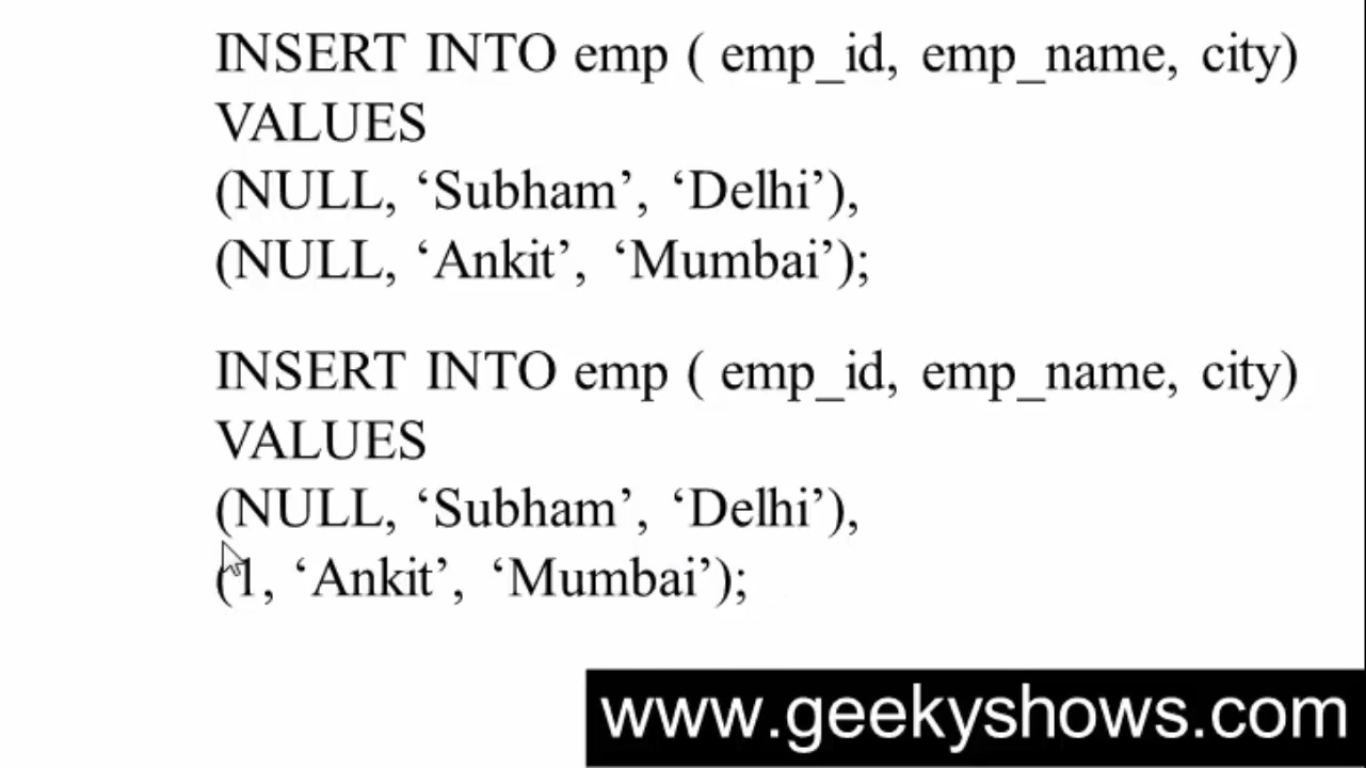 INSERT INTO emp ( emp_id, emp_name, city)
VALUES
(NULL, ‘Subham’, ‘Delhi’),
(NULL, ‘Ankit’, ‘Mumbai’);
INSERT INTO emp ( emp_id, emp_name, city)
VALUES
(NULL, ‘Subham’, ‘Delhi’),
(1, ‘Ankit’, ‘Mumbai’);
www.geekyshows.com